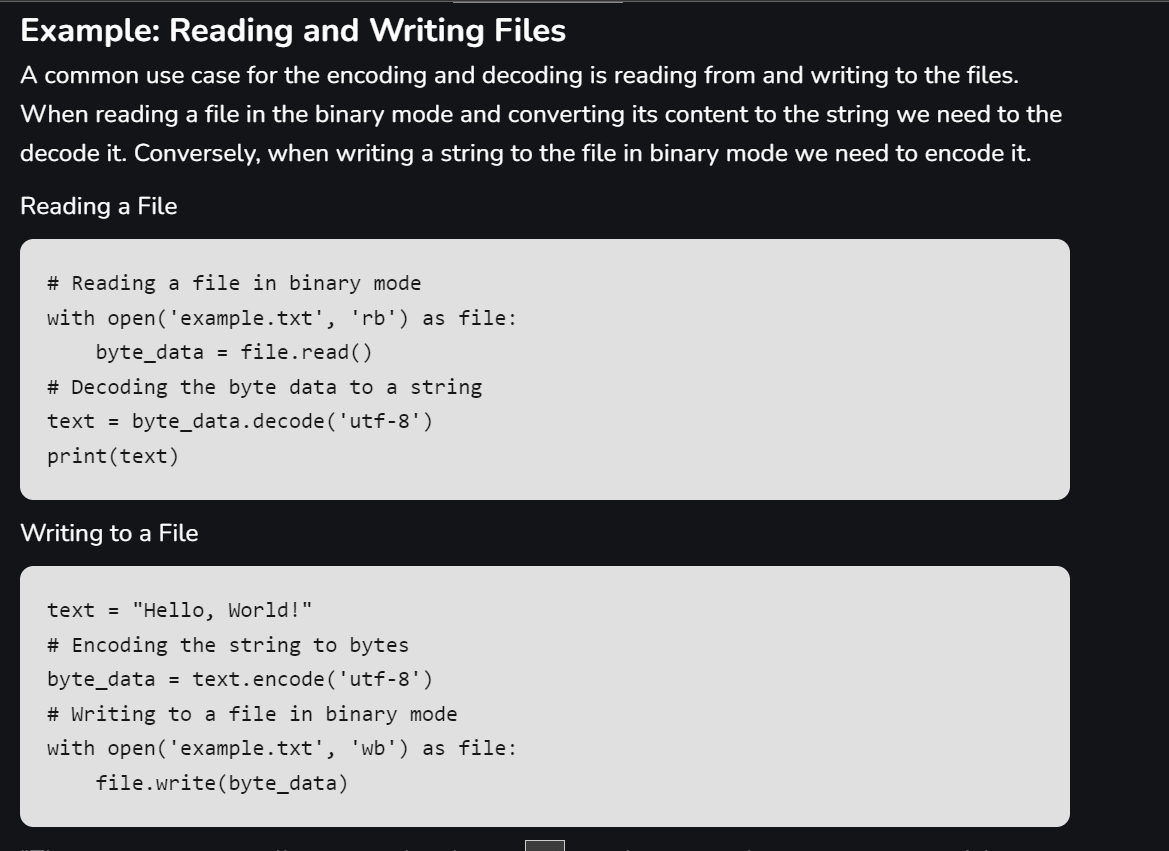 Example: Reading and Writing Files
A common use case for the encoding and decoding is reading from and writing to the files.
When reading a file in the binary mode and converting its content to the string we need to the
decode it. Conversely, when writing a string to the file in binary mode we need to encode it.
Reading a File
# Reading a file in binary mode
with open('example.txt', 'rb') as file:
    byte_data = file.read()
# Decoding the byte data to a string
text = byte_data.decode('utf-8')
print(text)
Writing to a File
text = "Hello, World!"
# Encoding the string to bytes
byte_data = text.encode('utf-8')
# Writing to a file in binary mode
with open('example.txt', 'wb') as file:
    file.write(byte_data)